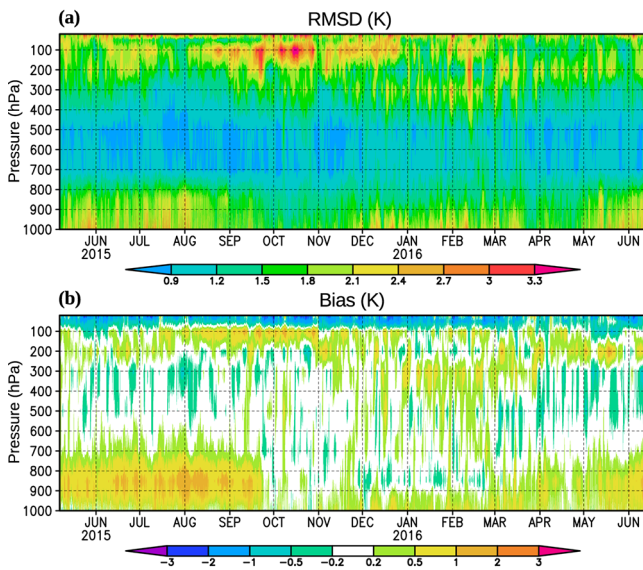 (a)
RMSD (K)
Pressure (hPa)
100
200
300
400
500
600
700
800
900
1000
JUN JUL AUG SEP OCT NOV DEC JAN FEB MAR APR MAY JUN
2015 2016
0.9 1.2 1.5 1.8 2.1 2.4 2.7 3 3.3
(b)
Bias (K)
Pressure (hPa)
100
200
300
400
500
600
700
800
900
1000
JUN JUL AUG SEP OCT NOV DEC JAN FEB MAR APR MAY JUN
2015 2016
-3 -2 -1 -0.5 -0.2 0.2 0.5 1 2 3